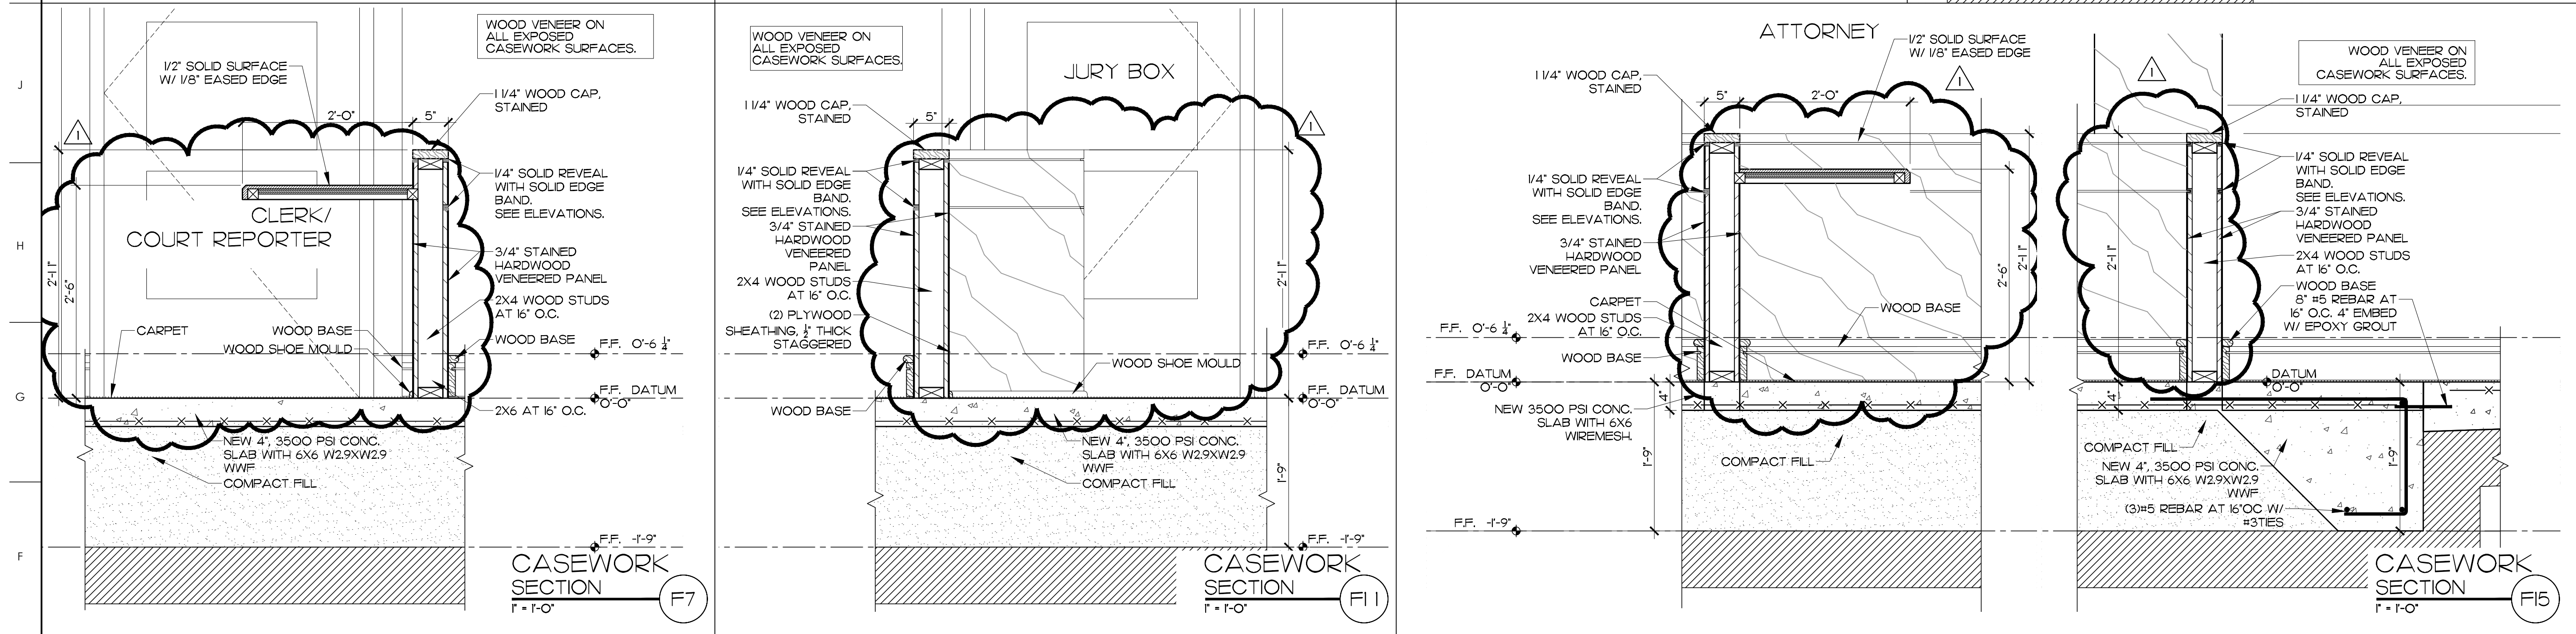 J
H
G
F
WOOD VENEER ON
ALL EXPOSED
CASEWORK SURFACES.
1/2" SOLID SURFACE
W/ 1/8" EASED EDGE
1 1/4" WOOD CAP,
STAINED
2'-0"
5"
1
1/4" SOLID REVEAL
WITH SOLID EDGE
BAND.
SEE ELEVATIONS.
CLERK/
COURT REPORTER
3/4" STAINED
HARDWOOD
VENEERED PANEL
2'-11"
2'-6"
2X4 WOOD STUDS
AT 16" O.C.
CARPET
WOOD BASE
WOOD SHOE MOULD
WOOD BASE
F.F. 0'-6 1/4"
F.F. DATUM
0'-0"
2X6 AT 16" O.C.
NEW 4", 3500 PSI CONC.
SLAB WITH 6X6 W2.9XW2.9
WWF
COMPACT FILL
F.F. -1'-9"
CASEWORK
SECTION
1" = 1'-0"
F7
WOOD VENEER ON
ALL EXPOSED
CASEWORK SURFACES.
JURY BOX
1 1/4" WOOD CAP,
STAINED
5"
1
1/4" SOLID REVEAL
WITH SOLID EDGE
BAND.
SEE ELEVATIONS.
3/4" STAINED
HARDWOOD
VENEERED
PANEL
2X4 WOOD STUDS
AT 16" O.C.
(2) PLYWOOD
SHEATHING, 1/2" THICK
STAGGERED
2'-11"
F.F. 0'-6 1/4"
WOOD SHOE MOULD
F.F. DATUM
0'-0"
WOOD BASE
NEW 4", 3500 PSI CONC.
SLAB WITH 6X6 W2.9XW2.9
WWF
COMPACT FILL
1'-9"
F.F. -1'-9"
CASEWORK
SECTION
1" = 1'-0"
F11
ATTORNEY
1/2" SOLID SURFACE
W/ 1/8" EASED EDGE
1 1/4" WOOD CAP,
STAINED
1
5"
2'-0"
1/4" SOLID REVEAL
WITH SOLID EDGE
BAND.
SEE ELEVATIONS.
3/4" STAINED
HARDWOOD
VENEERED PANEL
2'-6"
2'-11"
CARPET
2X4 WOOD STUDS
AT 16" O.C.
WOOD BASE
F.F. 0'-6 1/4"
WOOD BASE
F.F. DATUM
0'-0"
4"
NEW 3500 PSI CONC.
SLAB WITH 6X6
WIREMESH.
COMPACT FILL
1'-9"
F.F. -1'-9"
WOOD VENEER ON
ALL EXPOSED
CASEWORK SURFACES.
1
1 1/4" WOOD CAP,
STAINED
1/4" SOLID REVEAL
WITH SOLID EDGE
BAND.
SEE ELEVATIONS.
3/4" STAINED
HARDWOOD
VENEERED PANEL
2X4 WOOD STUDS
AT 16" O.C.
WOOD BASE
8" #5 REBAR AT
16" O.C. 4" EMBED
W/ EPOXY GROUT
2'-11"
DATUM
0'-0"
4"
COMPACT FILL
NEW 4", 3500 PSI CONC.
SLAB WITH 6X6 W2.9XW2.9
WWF
(3)#5 REBAR AT 16"OC W/
#3TIES
1'-9"
CASEWORK
SECTION
1" = 1'-0"
F15